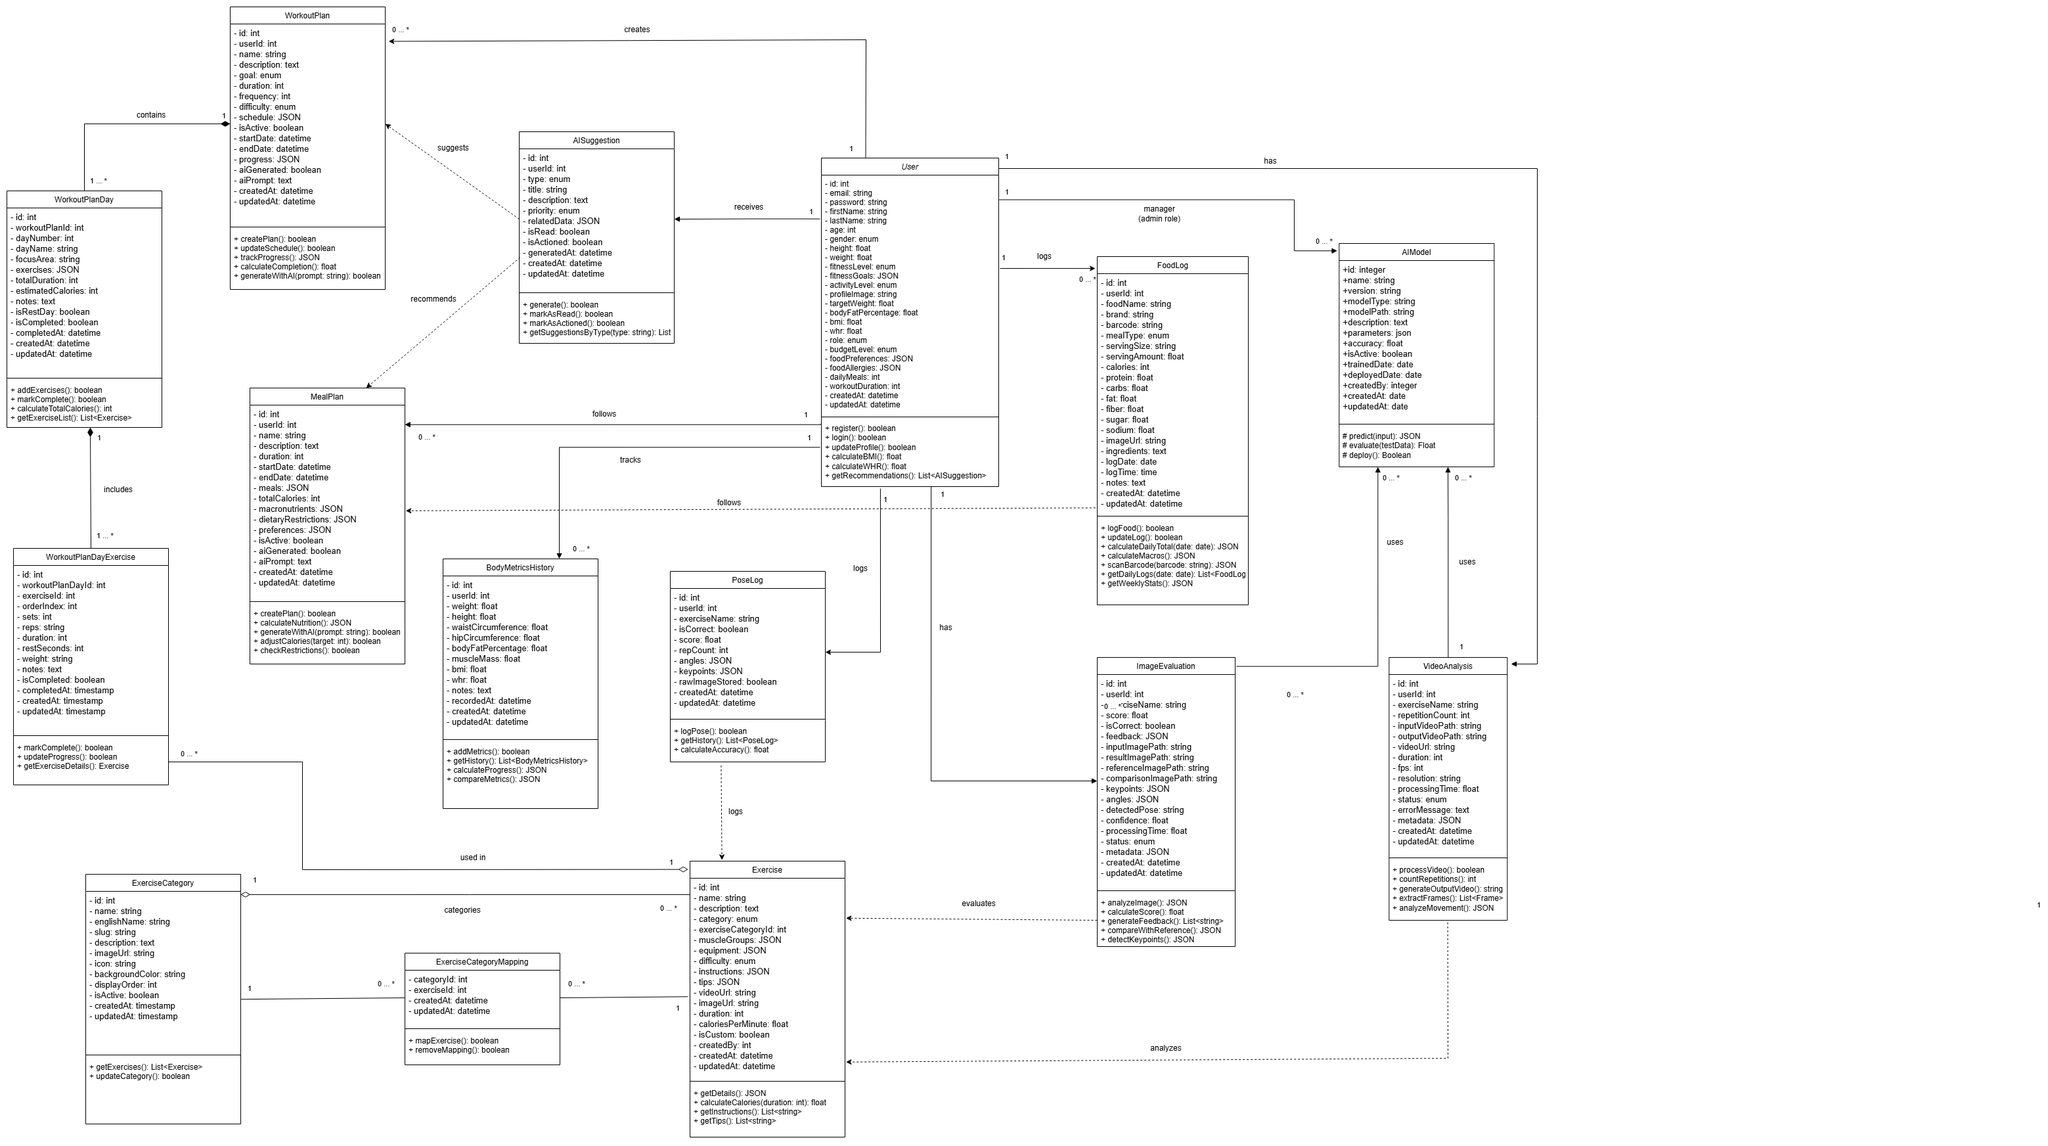 WorkoutPlan
- id: int
- userId: int
- name: string
- description: text
- goal: enum
- duration: int
- frequency: int
- difficulty: enum
- schedule: JSON
- isActive: boolean
- startDate: datetime
- endDate: datetime
- progress: JSON
- aiGenerated: boolean
- aiPrompt: text
- createdAt: datetime
- updatedAt: datetime
+ createPlan(): boolean
+ updateSchedule(): boolean
+ trackProgress(): JSON
+ calculateCompletion(): float
+ generateWithAI(prompt: string): boolean
0 ... *
creates
1
contains
1
1 ... *
WorkoutPlanDay
- id: int
- workoutPlanId: int
- dayNumber: int
- dayName: string
- focusArea: string
- exercises: JSON
- totalDuration: int
- estimatedCalories: int
- notes: text
- isRestDay: boolean
- isCompleted: boolean
- completedAt: datetime
- createdAt: datetime
- updatedAt: datetime
+ addExercises(): boolean
+ markComplete(): boolean
+ calculateTotalCalories(): int
+ getExerciseList(): List<Exercise>
1
includes
1 ... *
WorkoutPlanDayExercise
- id: int
- workoutPlanDayId: int
- exerciseId: int
- orderIndex: int
- sets: int
- reps: string
- duration: int
- restSeconds: int
- weight: string
- notes: text
- isCompleted: boolean
- completedAt: timestamp
- createdAt: timestamp
- updatedAt: timestamp
+ markComplete(): boolean
+ updateProgress(): boolean
+ getExerciseDetails(): Exercise
0 ... *
used in
1
suggests
recommends
AISuggestion
- id: int
- userId: int
- type: enum
- title: string
- description: text
- priority: enum
- relatedData: JSON
- isRead: boolean
- isActioned: boolean
- generatedAt: datetime
- createdAt: datetime
- updatedAt: datetime
+ generate(): boolean
+ markAsRead(): boolean
+ markAsActioned(): boolean
+ getSuggestionsByType(type: string): List
receives
1
User
- id: int
- email: string
- password: string
- firstName: string
- lastName: string
- age: int
- gender: enum
- height: float
- weight: float
- fitnessLevel: enum
- fitnessGoals: JSON
- activityLevel: enum
- profileImage: string
- targetWeight: float
- bodyFatPercentage: float
- bmi: float
- whr: float
- role: enum
- budgetLevel: enum
- foodPreferences: JSON
- foodAllergies: JSON
- dailyMeals: int
- workoutDuration: int
- createdAt: datetime
- updatedAt: datetime
+ register(): boolean
+ login(): boolean
+ updateProfile(): boolean
+ calculateBMI(): float
+ calculateWHR(): float
+ getRecommendations(): List<AISuggestion>
1
has
1
manager
(admin role)
0 ... *
1
logs
0 ... *
FoodLog
- id: int
- userId: int
- foodName: string
- brand: string
- barcode: string
- mealType: enum
- servingSize: string
- servingAmount: float
- calories: int
- protein: float
- carbs: float
- fat: float
- fiber: float
- sugar: float
- sodium: float
- imageUrl: string
- ingredients: text
- logDate: date
- logTime: time
- notes: text
- createdAt: datetime
- updatedAt: datetime
+ logFood(): boolean
+ updateLog(): boolean
+ calculateDailyTotal(date: date): JSON
+ calculateMacros(): JSON
+ scanBarcode(barcode: string): JSON
+ getDailyLogs(date: date): List<FoodLog
+ getWeeklyStats(): JSON
AIModel
+id: integer
+name: string
+version: string
+modelType: string
+modelPath: string
+description: text
+parameters: json
+accuracy: float
+isActive: boolean
+trainedDate: date
+deployedDate: date
+createdBy: integer
+createdAt: date
+updatedAt: date
# predict(input): JSON
# evaluate(testData): Float
# deploy(): Boolean
0 ... *
0 ... *
uses
uses
MealPlan
- id: int
- userId: int
- name: string
- description: text
- duration: int
- startDate: datetime
- endDate: datetime
- meals: JSON
- totalCalories: int
- macronutrients: JSON
- dietaryRestrictions: JSON
- preferences: JSON
- isActive: boolean
- aiGenerated: boolean
- aiPrompt: text
- createdAt: datetime
- updatedAt: datetime
+ createPlan(): boolean
+ calculateNutrition(): JSON
+ generateWithAI(prompt: string): boolean
+ adjustCalories(target: int): boolean
+ checkRestrictions(): boolean
follows
1
0 ... *
1
tracks
0 ... *
follows
1
1
logs
has
BodyMetricsHistory
- id: int
- userId: int
- weight: float
- height: float
- waistCircumference: float
- hipCircumference: float
- bodyFatPercentage: float
- muscleMass: float
- bmi: float
- whr: float
- notes: text
- recordedAt: datetime
- createdAt: datetime
- updatedAt: datetime
+ addMetrics(): boolean
+ getHistory(): List<BodyMetricsHistory>
+ calculateProgress(): JSON
+ compareMetrics(): JSON
PoseLog
- id: int
- userId: int
- exerciseName: string
- isCorrect: boolean
- score: float
- repCount: int
- angles: JSON
- keypoints: JSON
- rawImageStored: boolean
- createdAt: datetime
- updatedAt: datetime
+ logPose(): boolean
+ getHistory(): List<PoseLog>
+ calculateAccuracy(): float
logs
ImageEvaluation
- id: int
- userId: int
0 ... *
ciseName: string
- score: float
- isCorrect: boolean
- feedback: JSON
- inputImagePath: string
- resultImagePath: string
- referenceImagePath: string
- comparisonImagePath: string
- keypoints: JSON
- angles: JSON
- detectedPose: string
- confidence: float
- processingTime: float
- status: enum
- metadata: JSON
- createdAt: datetime
- updatedAt: datetime
+ analyzeImage(): JSON
+ calculateScore(): float
+ generateFeedback(): List<string>
+ compareWithReference(): JSON
+ detectKeypoints(): JSON
0 ... *
1
VideoAnalysis
- id: int
- userId: int
- exerciseName: string
- repetitionCount: int
- inputVideoPath: string
- outputVideoPath: string
- videoUrl: string
- duration: int
- fps: int
- resolution: string
- processingTime: float
- status: enum
- errorMessage: text
- metadata: JSON
- createdAt: datetime
- updatedAt: datetime
+ processVideo(): boolean
+ countRepetitions(): int
+ generateOutputVideo(): string
+ extractFrames(): List<Frame>
+ analyzeMovement(): JSON
1
evaluates
analyzes
ExerciseCategory
- id: int
- name: string
- englishName: string
- slug: string
- description: text
- imageUrl: string
- icon: string
- backgroundColor: string
- displayOrder: int
- isActive: boolean
- createdAt: timestamp
- updatedAt: timestamp
+ getExercises(): List<Exercise>
+ updateCategory(): boolean
1
categories
0 ... *
1
0 ... *
ExerciseCategoryMapping
- categoryId: int
- exerciseId: int
- createdAt: datetime
- updatedAt: datetime
+ mapExercise(): boolean
+ removeMapping(): boolean
0 ... *
1
Exercise
- id: int
- name: string
- description: text
- category: enum
- exerciseCategoryId: int
- muscleGroups: JSON
- equipment: JSON
- difficulty: enum
- instructions: JSON
- tips: JSON
- videoUrl: string
- imageUrl: string
- duration: int
- caloriesPerMinute: float
- isCustom: boolean
- createdBy: int
- createdAt: datetime
- updatedAt: datetime
+ getDetails(): JSON
+ calculateCalories(duration: int): float
+ getInstructions(): List<string>
+ getTips(): List<string>